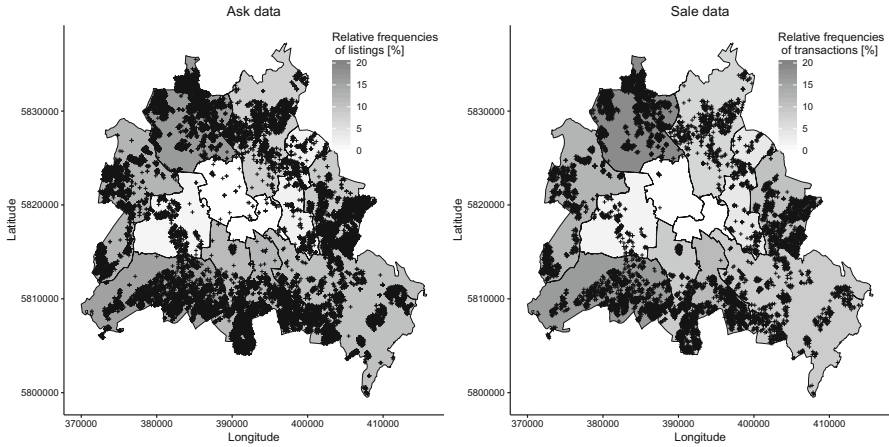 Ask data
Relative frequencies
of listings [%]
20
15
10
5
0
5830000
5820000
5810000
5800000
Latitude
370000 380000 390000 400000 410000
Longitude
Sale data
Relative frequencies
of transactions [%]
20
15
10
5
0
5830000
5820000
5810000
5800000
Latitude
370000 380000 390000 400000 410000
Longitude